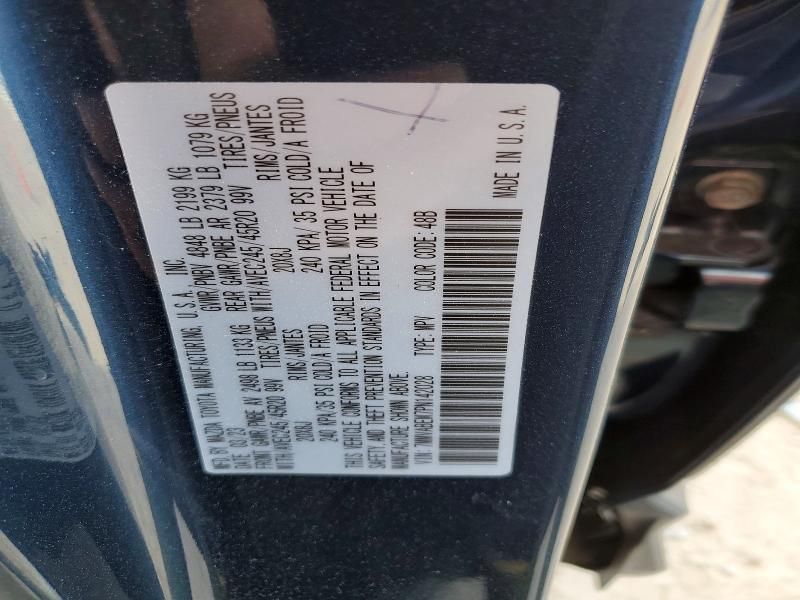 MFD. BY MAZDA TOYOTA MANUFACTURING, U.S.A., INC.
DATE 03/23 GVWR/PNBV 4848 LB 2199 KG
FRONT GAWR/PNBE AV 2498 LB 1133 KG REAR GAWR/PNBE AR 2379 LB 1079 KG
WITH/AVEC245/45R20 99V TIRES/PNEUS WITH/AVEC245/45R20 99V TIRES/PNEUS
20X8J RIMS/JANTES 20X8J RIMS/JANTES
240 KPA/35 PSI COLD/A FROID 240 KPA/ 35 PSI COLD/A FROID
THIS VEHICLE CONFORMS TO ALL APPLICABLE FEDERAL MOTOR VEHICLE
SAFETY AND THEFT PREVENTION STANDARDS IN EFFECT ON THE DATE OF
MANUFACTURE SHOWN ABOVE.
TYPE: MPV COLOR CODE: 48B
MADE IN U.S.A.